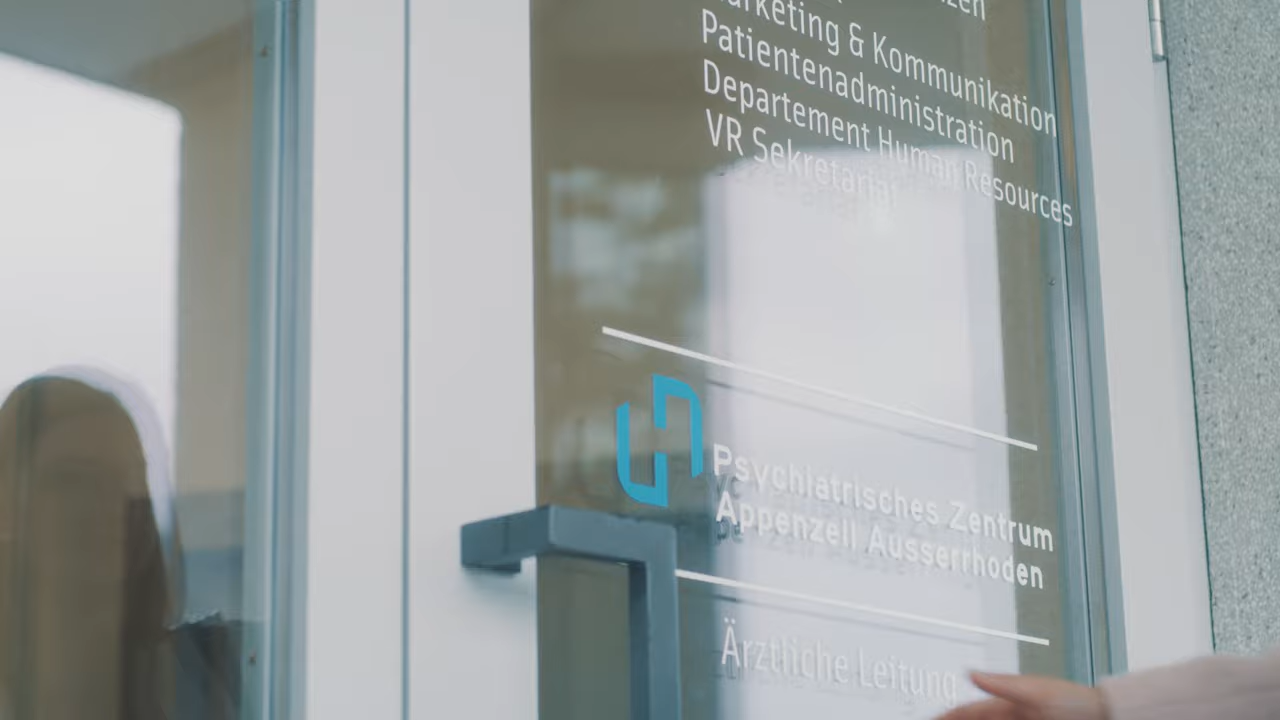 Marketing & Kommunikation
Patientenadministration
Departement Human Resources
VR Sekretariat
Psychiatrisches Zentrum
Appenzell Ausserrhoden
Ärztliche Leitung